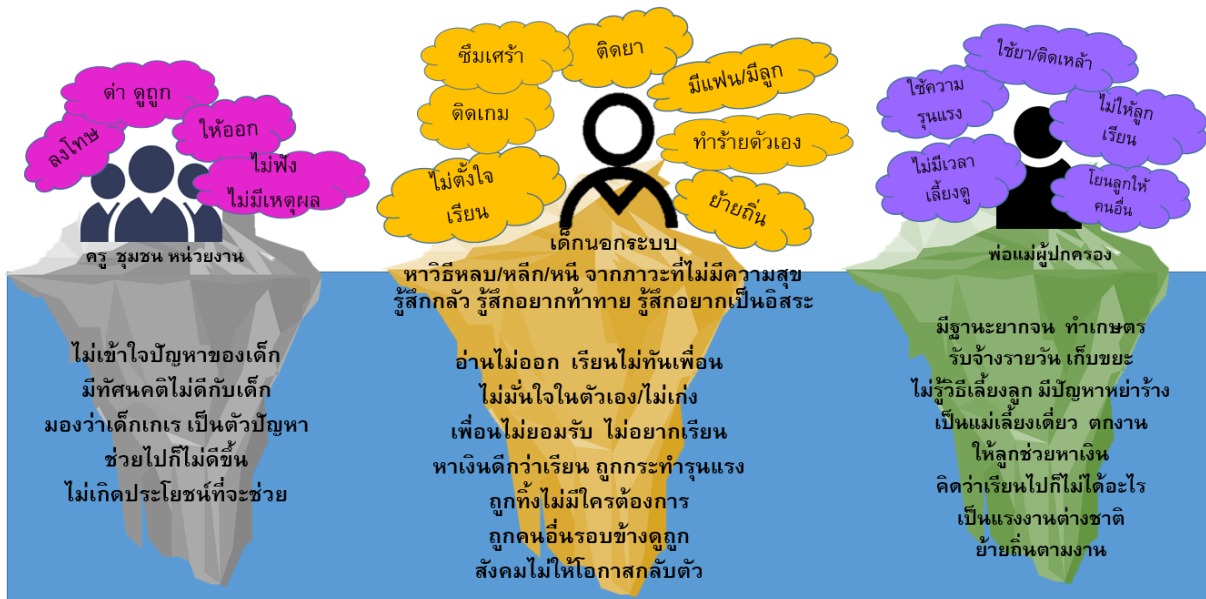 ด่า ดูถูก
ลงโทษ
ให้ออก
ไม่ฟัง
ไม่มีเหตุผล
ครู ชุมชน หน่วยงาน
ไม่เข้าใจปัญหาของเด็ก
มีทัศนคติไม่ดีกับเด็ก
มองว่าเด็กเกเร เป็นตัวปัญหา
ช่วยไปก็ไม่ดีขึ้น
ไม่เกิดประโยชน์ที่จะช่วย
ซึมเศร้า
ติดยา
มีแฟน/มีลูก
ติดเกม
ทำร้ายตัวเอง
ไม่ตั้งใจ
เรียน
ย้ายถิ่น
เด็กนอกระบบ
หาวิธีหลบ/หลีก/หนี จากภาวะที่ไม่มีความสุข
รู้สึกกลัว รู้สึกอยากท้าทาย รู้สึกอยากเป็นอิสระ
อ่านไม่ออก เรียนไม่ทันเพื่อน
ไม่มั่นใจในตัวเอง/ไม่เก่ง
เพื่อนไม่ยอมรับ ไม่อยากเรียน
หาเงินดีกว่าเรียน ถูกกระทำรุนแรง
ถูกทิ้งไม่มีใครต้องการ
ถูกคนอื่นรอบข้างดูถูก
สังคมไม่ให้โอกาสกลับตัว
ใช้ยา/ติดเหล้า
ใช้ความ
รุนแรง
ไม่ให้ลูก
เรียน
ไม่มีเวลา
เลี้ยงดู
โยนลูกให้
คนอื่น
พ่อแม่ผู้ปกครอง
มีฐานะยากจน ทำเกษตร
รับจ้างรายวัน เก็บขยะ
ไม่รู้วิธีเลี้ยงลูก มีปัญหาหย่าร้าง
เป็นแม่เลี้ยงเดี่ยว ตกงาน
ให้ลูกช่วยหาเงิน
คิดว่าเรียนไปก็ไม่ได้อะไร
เป็นแรงงานต่างชาติ
ย้ายถิ่นตามงาน